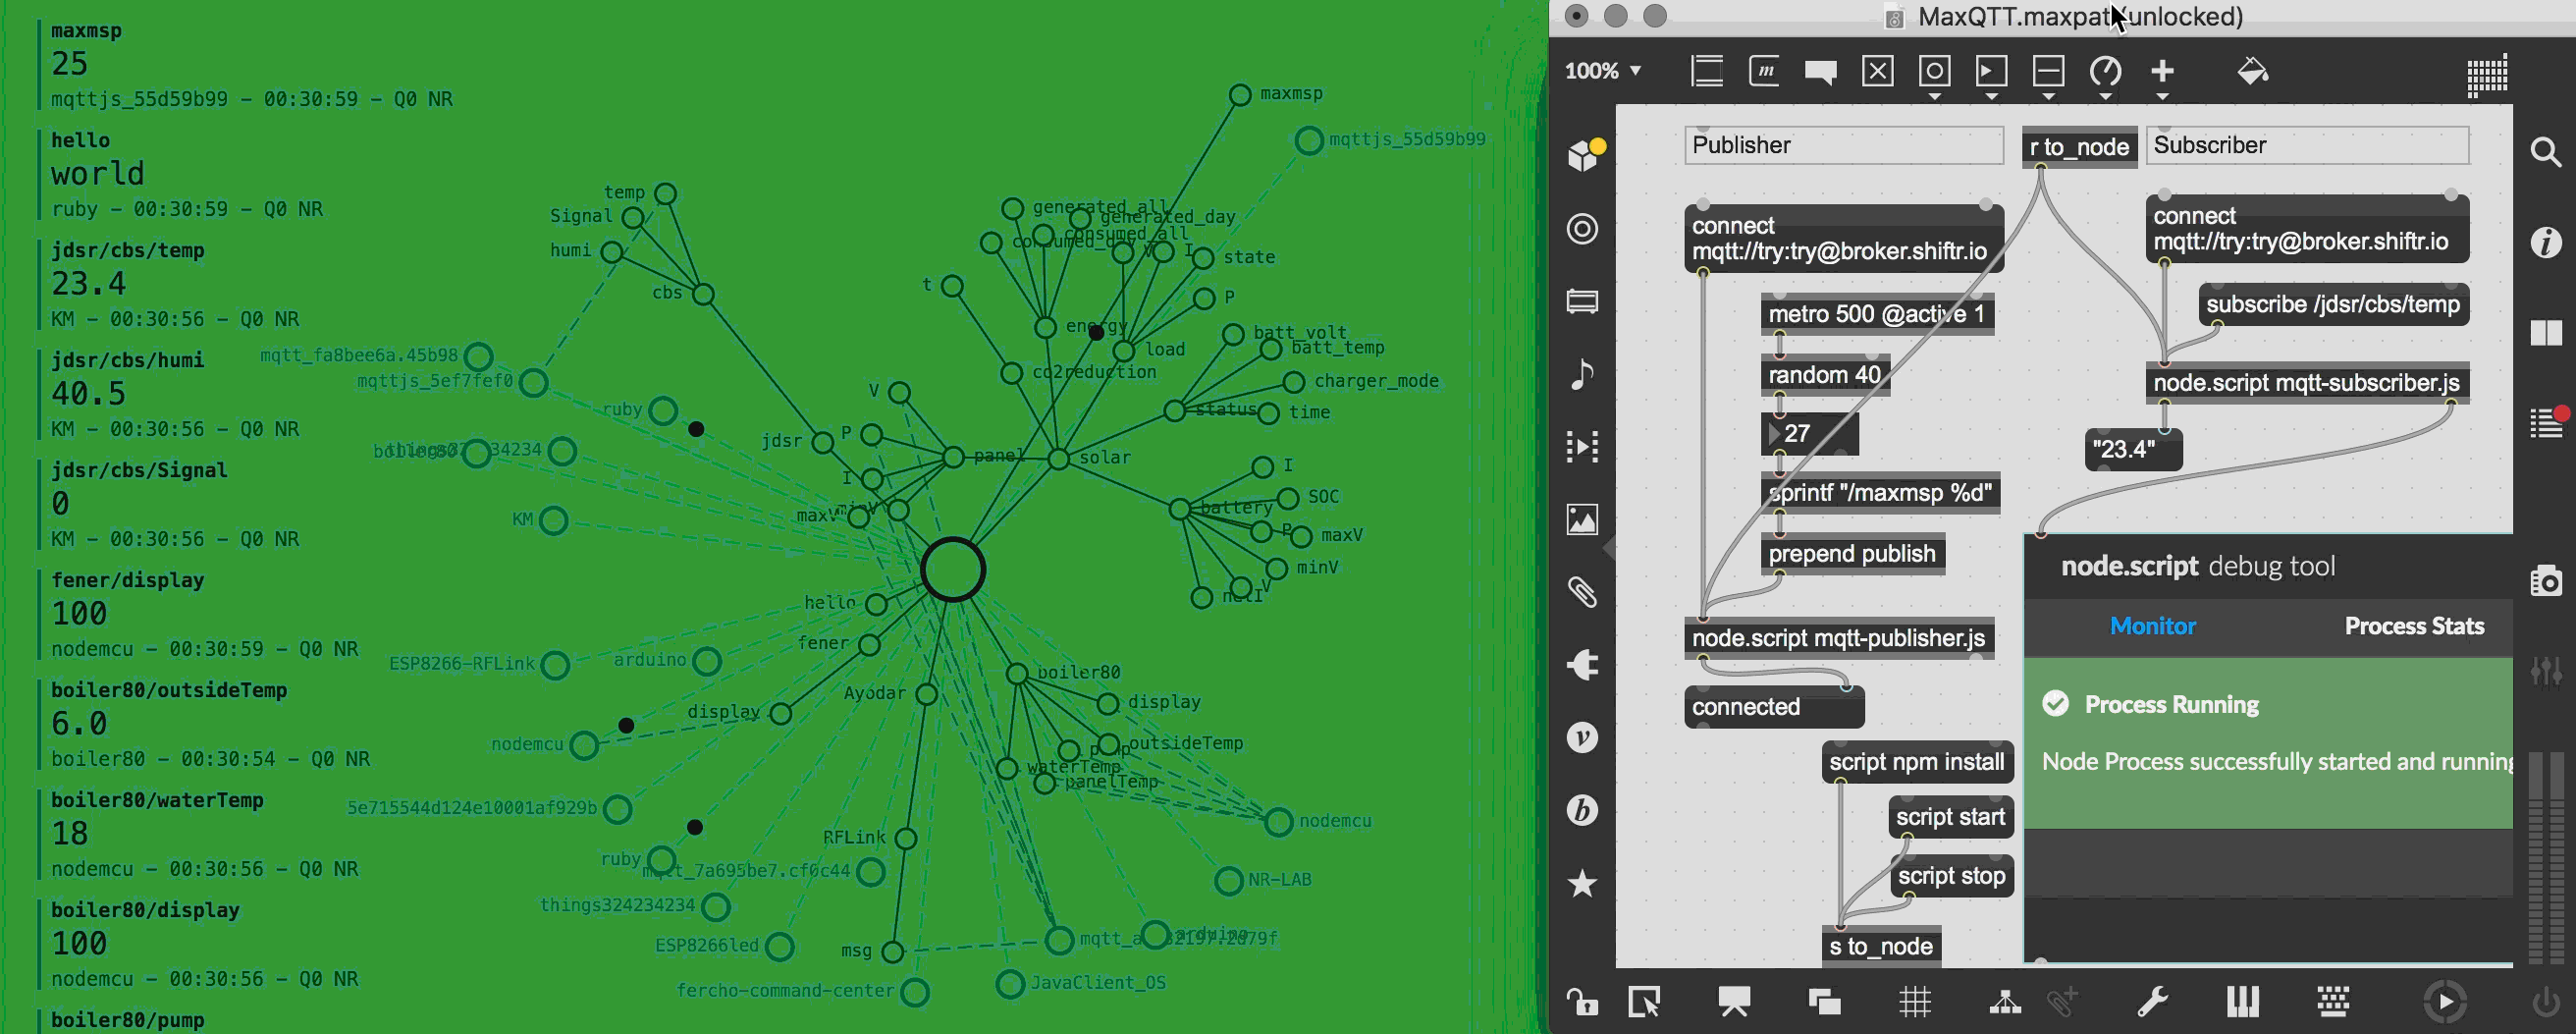 maxmsp
25
mqttjs_55d59b99 – 00:30:59 – Q0 NR
hello
world
ruby – 00:30:59 – Q0 NR
jdsr/cbs/temp
23.4
KM – 00:30:56 – Q0 NR
jdsr/cbs/humi
40.5
KM – 00:30:56 – Q0 NR
jdsr/cbs/Signal
0
KM – 00:30:56 – Q0 NR
fener/display
100
nodemcu – 00:30:59 – Q0 NR
boiler80/outsideTemp
6.0
boiler80 – 00:30:54 – Q0 NR
boiler80/waterTemp
18
nodemcu – 00:30:56 – Q0 NR
boiler80/display
100
nodemcu – 00:30:56 – Q0 NR
boiler80/pump
maxmsp
mqttjs_55d59b99
temp
Signal
humi
cbs
generated_all
generated_day
consumed_all
consumed_day
V
I
state
t
P
energy
load
batt_volt
batt_temp
co2reduction
charger_mode
status
time
mqtt_fa8bee6a.45b98
mqttjs_5ef7fef0
ruby
boiler80
things324234234
KM
V
P
jdsr
I
panel
solar
minV
maxV
I
SOC
battery
P
maxV
minV
V
hello
fener
ESP8266-RFLink
arduino
Ayodar
display
nodemcu
boiler80
display
pump
outsideTemp
waterTemp
panelTemp
nodemcu
5e715544d124e10001af929b
RFLink
ruby
mqtt_7a695be7.cf6c44
NR-LAB
things324234234
ESP8266led
msg
arduino
fercho-command-center
JavaClient_OS
MaxQTT.maxpat (unlocked)
100%
m
Publisher
r to_node
Subscriber
connect
mqtt://try:try@broker.shiftr.io
connect
mqtt://try:try@broker.shiftr.io
metro 500 @active 1
subscribe /jdsr/cbs/temp
random 40
node.script mqtt-subscriber.js
27
"23.4"
sprintf "/maxmsp %d"
prepend publish
node.script debug tool
Monitor
Process Stats
node.script mqtt-publisher.js
connected
Process Running
Node Process successfully started and running
script npm install
script start
script stop
s to_node